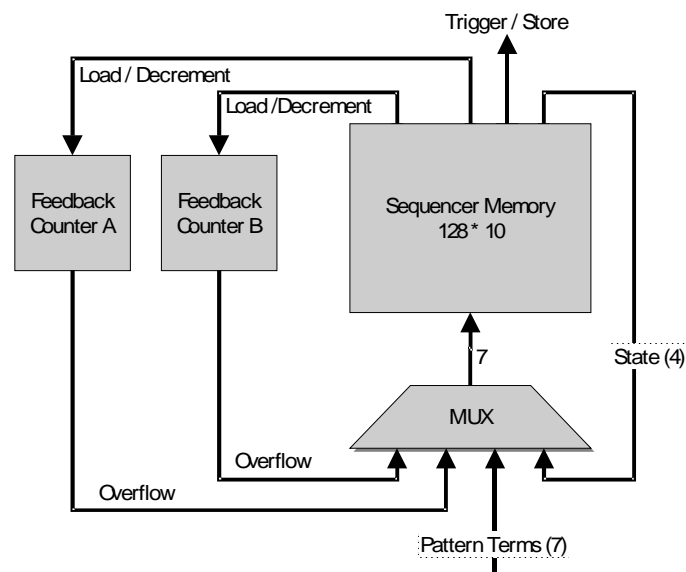 Trigger / Store
Load / Decrement
Load /Decrement
Feedback
Counter A
Feedback
Counter B
Sequencer Memory
128 * 10
7
State (4)
MUX
Overflow
Overflow
Pattern Terms (7)